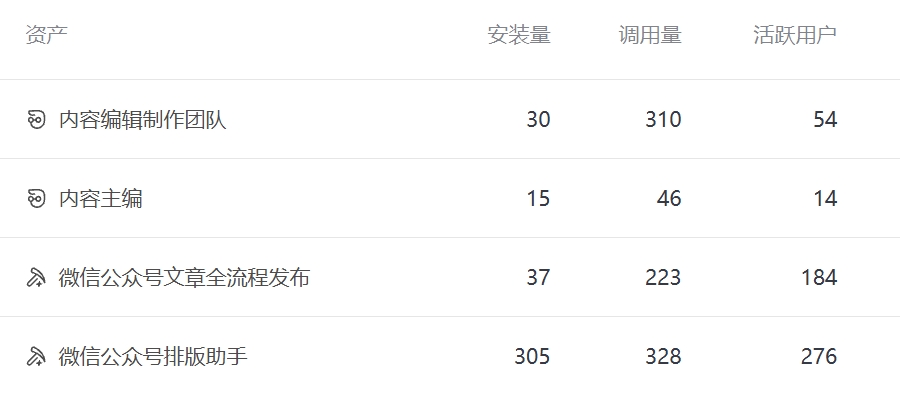 资产 安装量 调用量 活跃用户
内容编辑制作团队 30 310 54
内容主编 15 46 14
微信公众号文章全流程发布 37 223 184
微信公众号排版助手 305 328 276